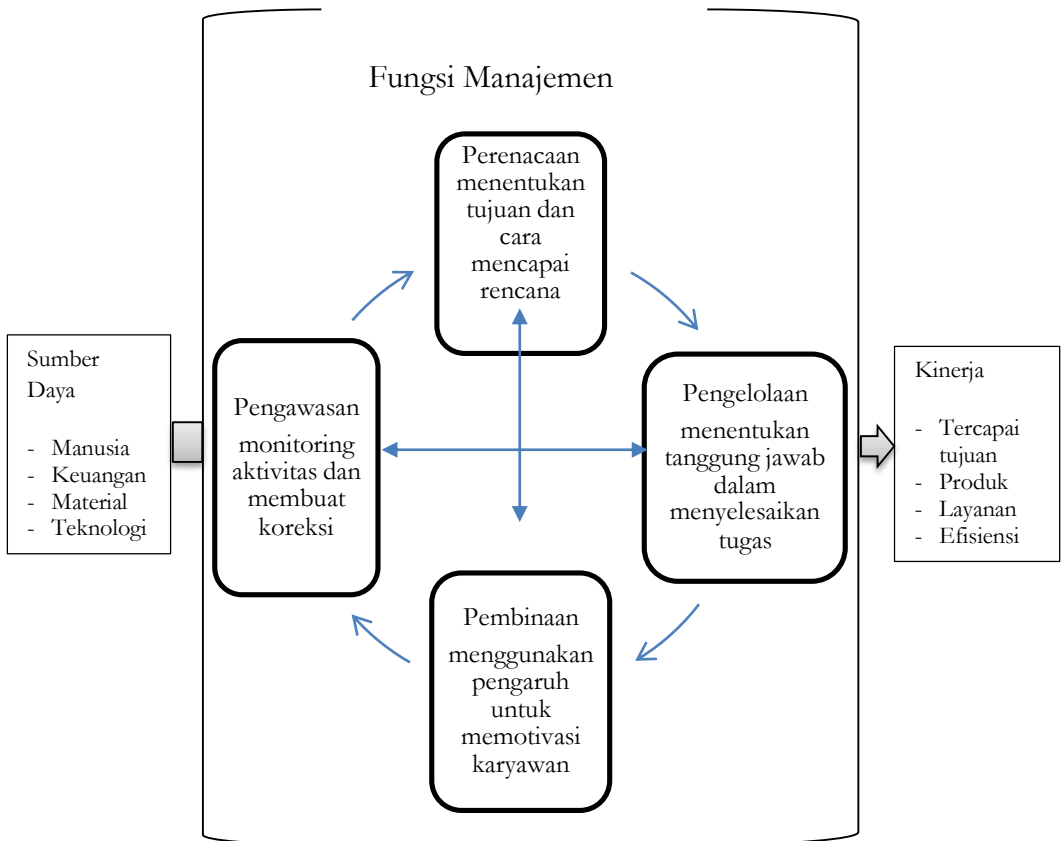 Fungsi Manajemen
Perenacaan
menentukan
tujuan dan
cara
mencapai
rencana
Sumber
Daya
- Manusia
- Keuangan
- Material
- Teknologi
Pengawasan
monitoring
aktivitas dan
membuat
koreksi
Pengelolaan
menentukan
tanggung jawab
dalam
menyelesaikan
tugas
Kinerja
- Tercapai
tujuan
- Produk
- Layanan
- Efisiensi
Pembinaan
menggunakan
pengaruh
untuk
memotivasi
karyawan